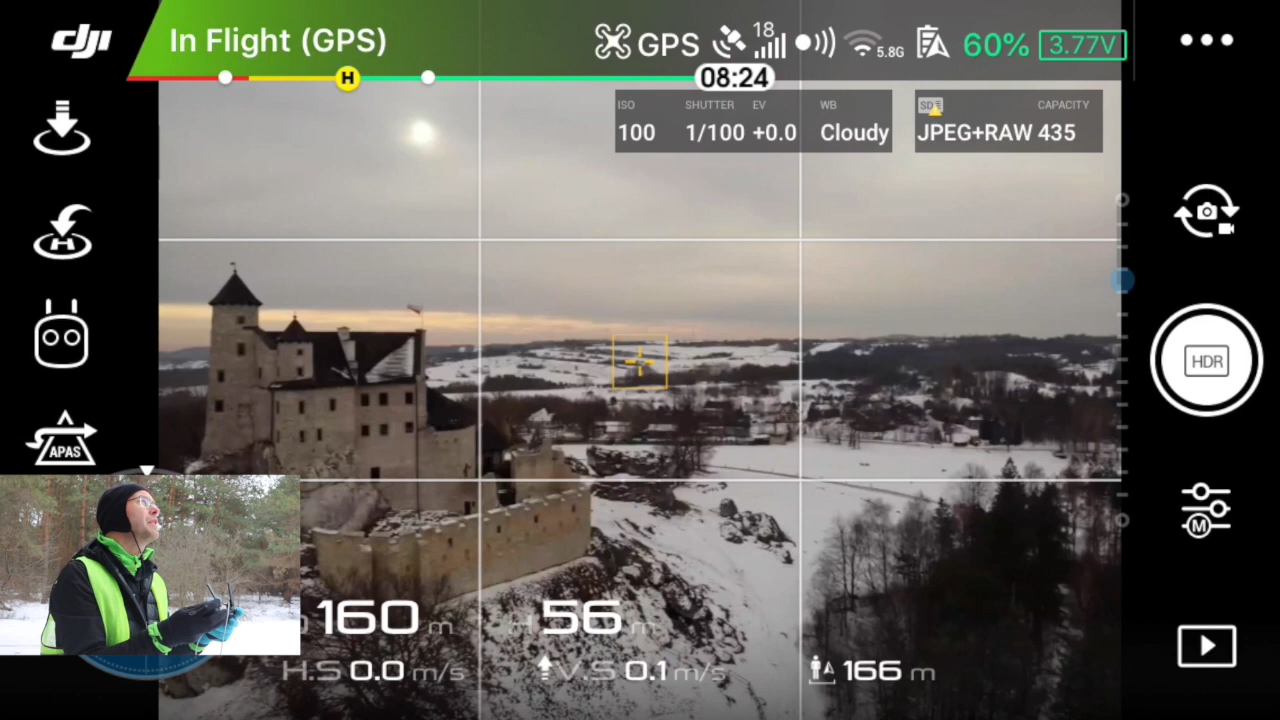 dji In Flight (GPS) GPS 18 5.8G 60% 3.77V
H 08:24
ISO SHUTTER EV WB SD CAPACITY
100 1/100 +0.0 Cloudy JPEG+RAW 435
H
HDR
APAS
M
160 m H 56 m
H.S 0.0 m/s V.S 0.1 m/s 166 m